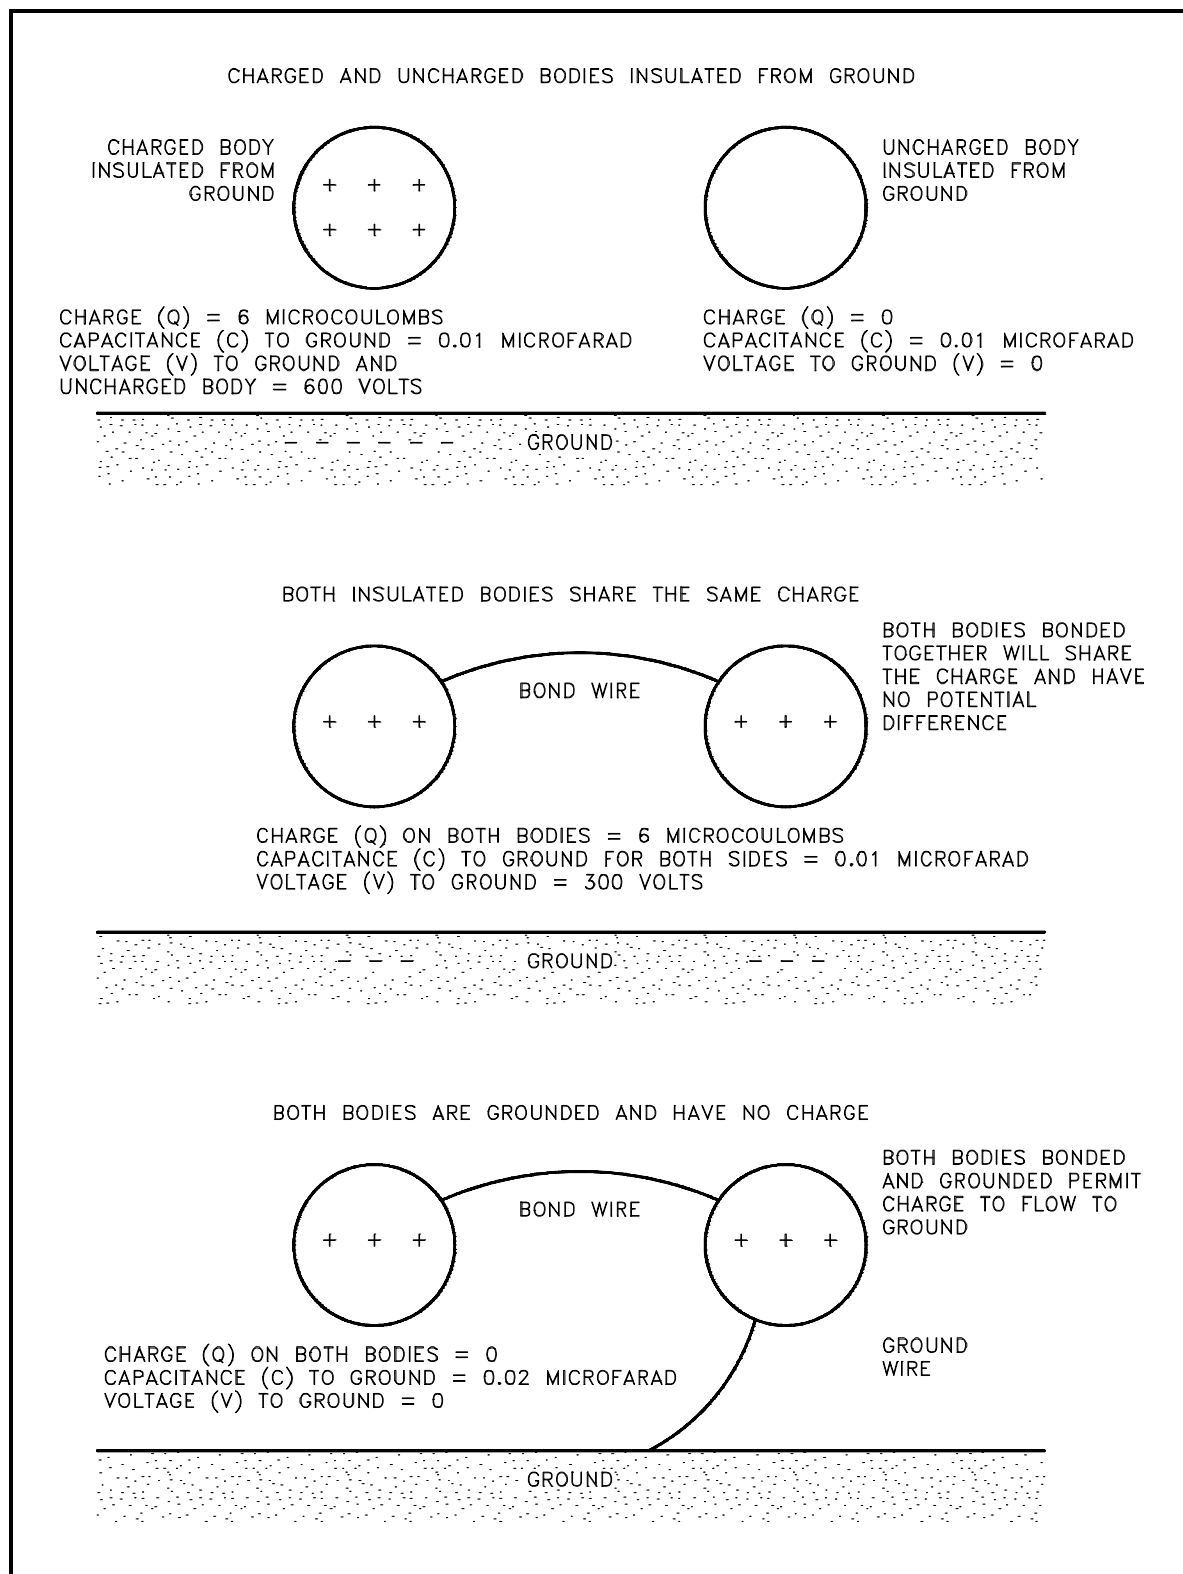 CHARGED AND UNCHARGED BODIES INSULATED FROM GROUND
CHARGED BODY
INSULATED FROM
GROUND
+ + +
+ + +
UNCHARGED BODY
INSULATED FROM
GROUND
CHARGE (Q) = 6 MICROCOULOMBS
CAPACITANCE (C) TO GROUND = 0.01 MICROFARAD
VOLTAGE (V) TO GROUND AND
UNCHARGED BODY = 600 VOLTS
CHARGE (Q) = 0
CAPACITANCE (C) = 0.01 MICROFARAD
VOLTAGE TO GROUND (V) = 0
− − − − − − GROUND
BOTH INSULATED BODIES SHARE THE SAME CHARGE
+ + +
BOND WIRE
+ + +
BOTH BODIES BONDED
TOGETHER WILL SHARE
THE CHARGE AND HAVE
NO POTENTIAL
DIFFERENCE
CHARGE (Q) ON BOTH BODIES = 6 MICROCOULOMBS
CAPACITANCE (C) TO GROUND FOR BOTH SIDES = 0.01 MICROFARAD
VOLTAGE (V) TO GROUND = 300 VOLTS
− − − GROUND − − −
BOTH BODIES ARE GROUNDED AND HAVE NO CHARGE
+ + +
BOND WIRE
+ + +
BOTH BODIES BONDED
AND GROUNDED PERMIT
CHARGE TO FLOW TO
GROUND
CHARGE (Q) ON BOTH BODIES = 0
CAPACITANCE (C) TO GROUND = 0.02 MICROFARAD
VOLTAGE (V) TO GROUND = 0
GROUND
WIRE
GROUND